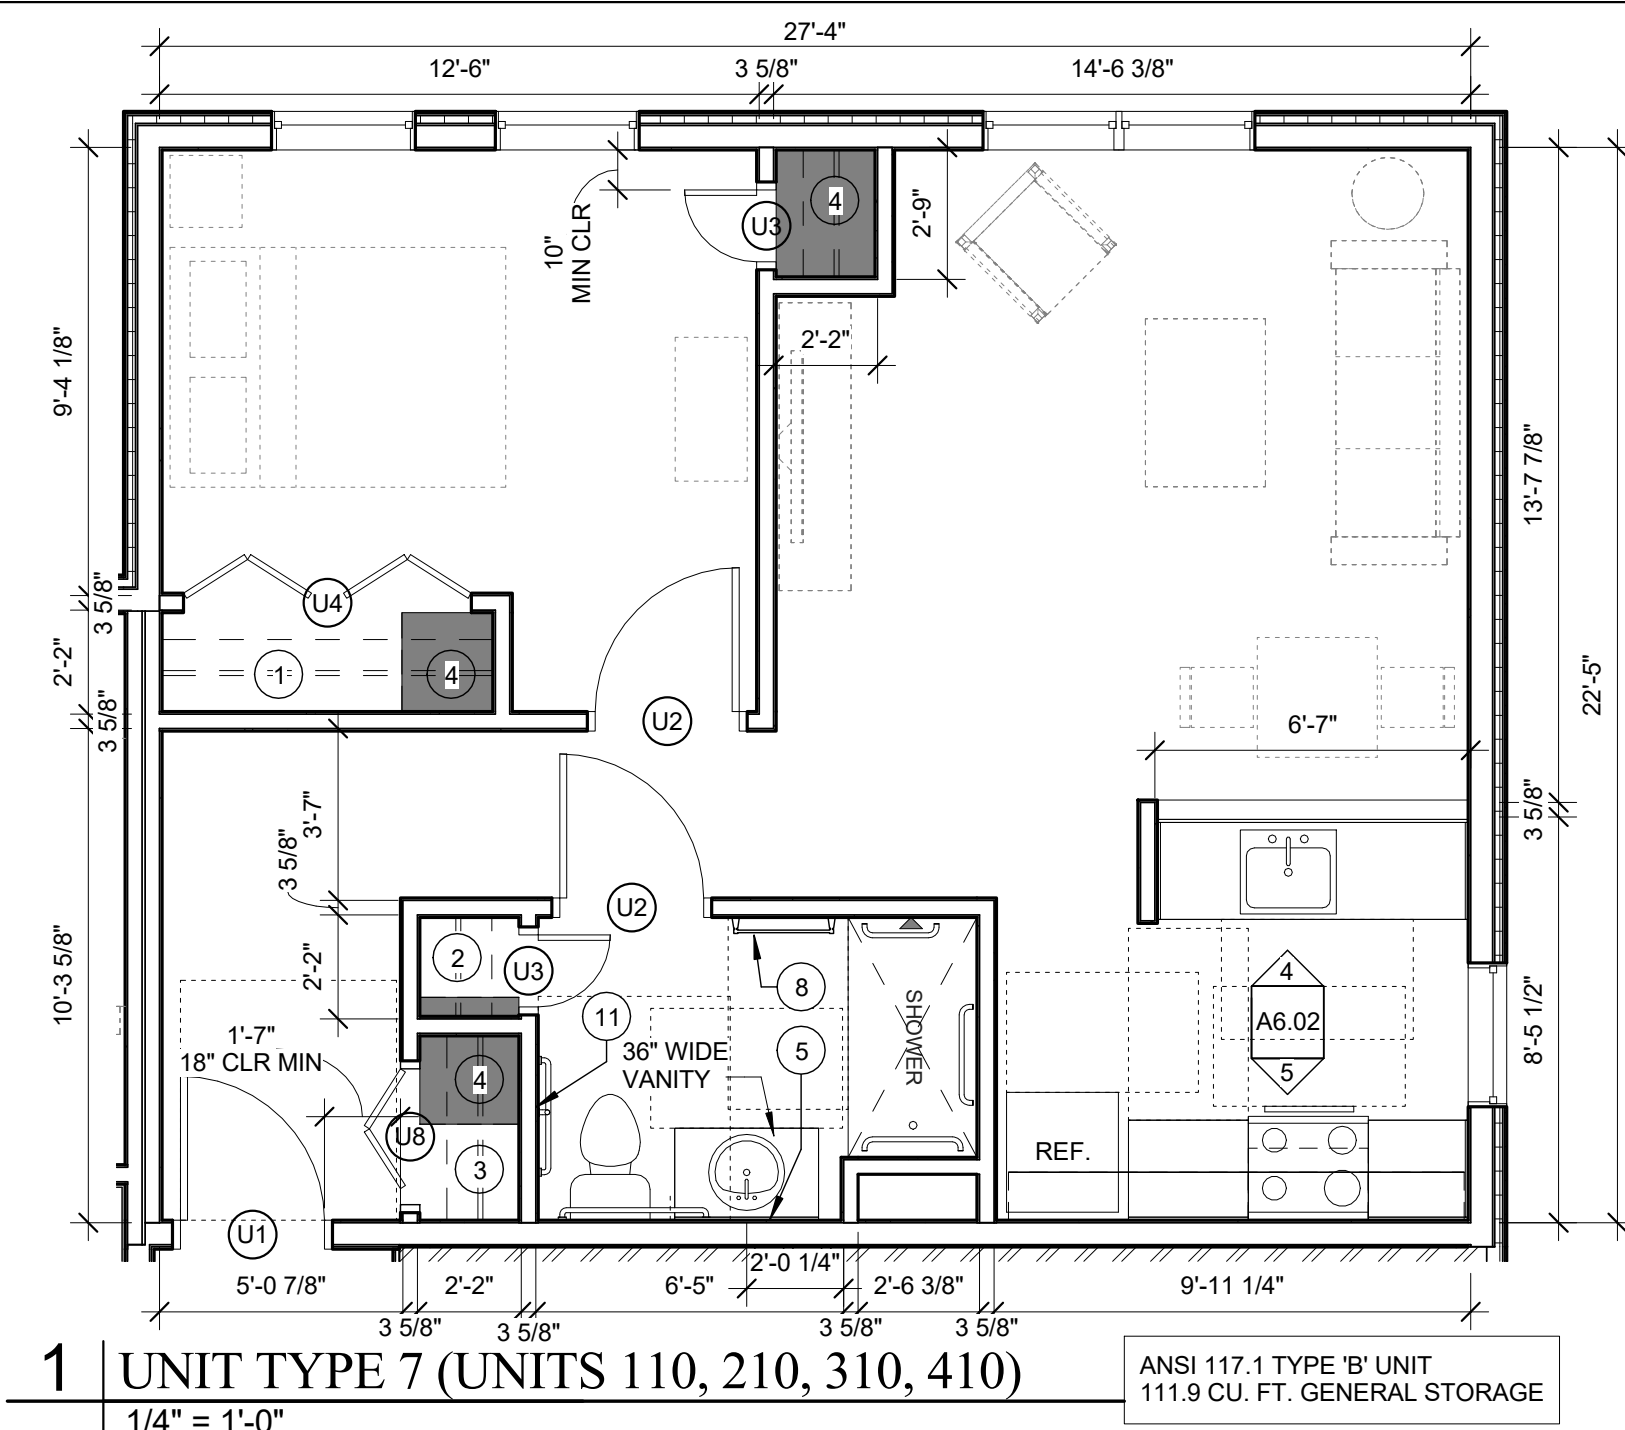 27'-4"
12'-6"
3 5/8"
14'-6 3/8"
4
U3
2'-9"
10"
MIN CLR
2'-2"
9'-4 1/8"
13'-7 7/8"
3 5/8"
U4
2'-2"
1
4
3 5/8"
U2
22'-5"
6'-7"
3'-7"
3 5/8"
3 5/8"
U2
2
U3
2'-2"
8
4
A6.02
5
10'-3 5/8"
11
SHOWER
8'-5 1/2"
1'-7"
18" CLR MIN
36" WIDE
VANITY
5
4
U8
3
REF.
U1
5'-0 7/8"
2'-2"
6'-5"
2'-0 1/4"
2'-6 3/8"
9'-11 1/4"
3 5/8"
3 5/8"
3 5/8"
3 5/8"
1
UNIT TYPE 7 (UNITS 110, 210, 310, 410)
1/4" = 1'-0"
ANSI 117.1 TYPE 'B' UNIT
111.9 CU. FT. GENERAL STORAGE